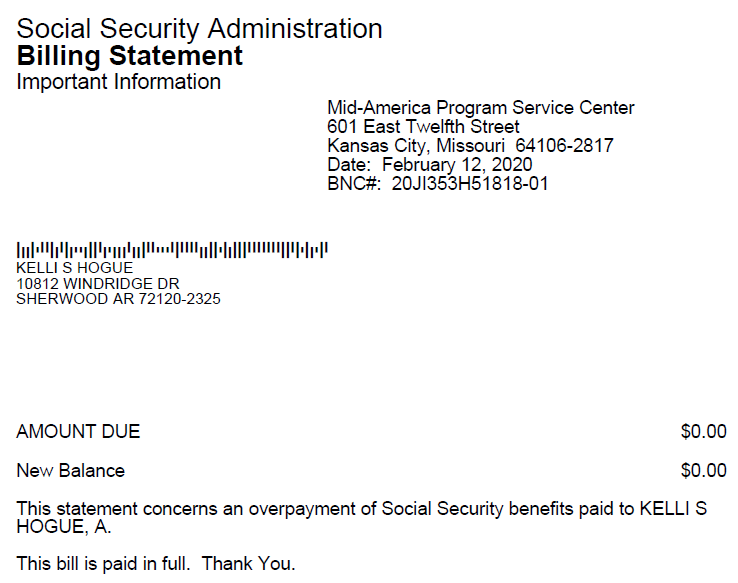 Social Security Administration
Billing Statement
Important Information
Mid-America Program Service Center
601 East Twelfth Street
Kansas City, Missouri  64106-2817
Date:  February 12, 2020
BNC#:  20JI353H51818-01
KELLI S HOGUE
10812 WINDRIDGE DR
SHERWOOD AR 72120-2325
AMOUNT DUE $0.00
New Balance $0.00
This statement concerns an overpayment of Social Security benefits paid to KELLI S
HOGUE, A.
This bill is paid in full.  Thank You.